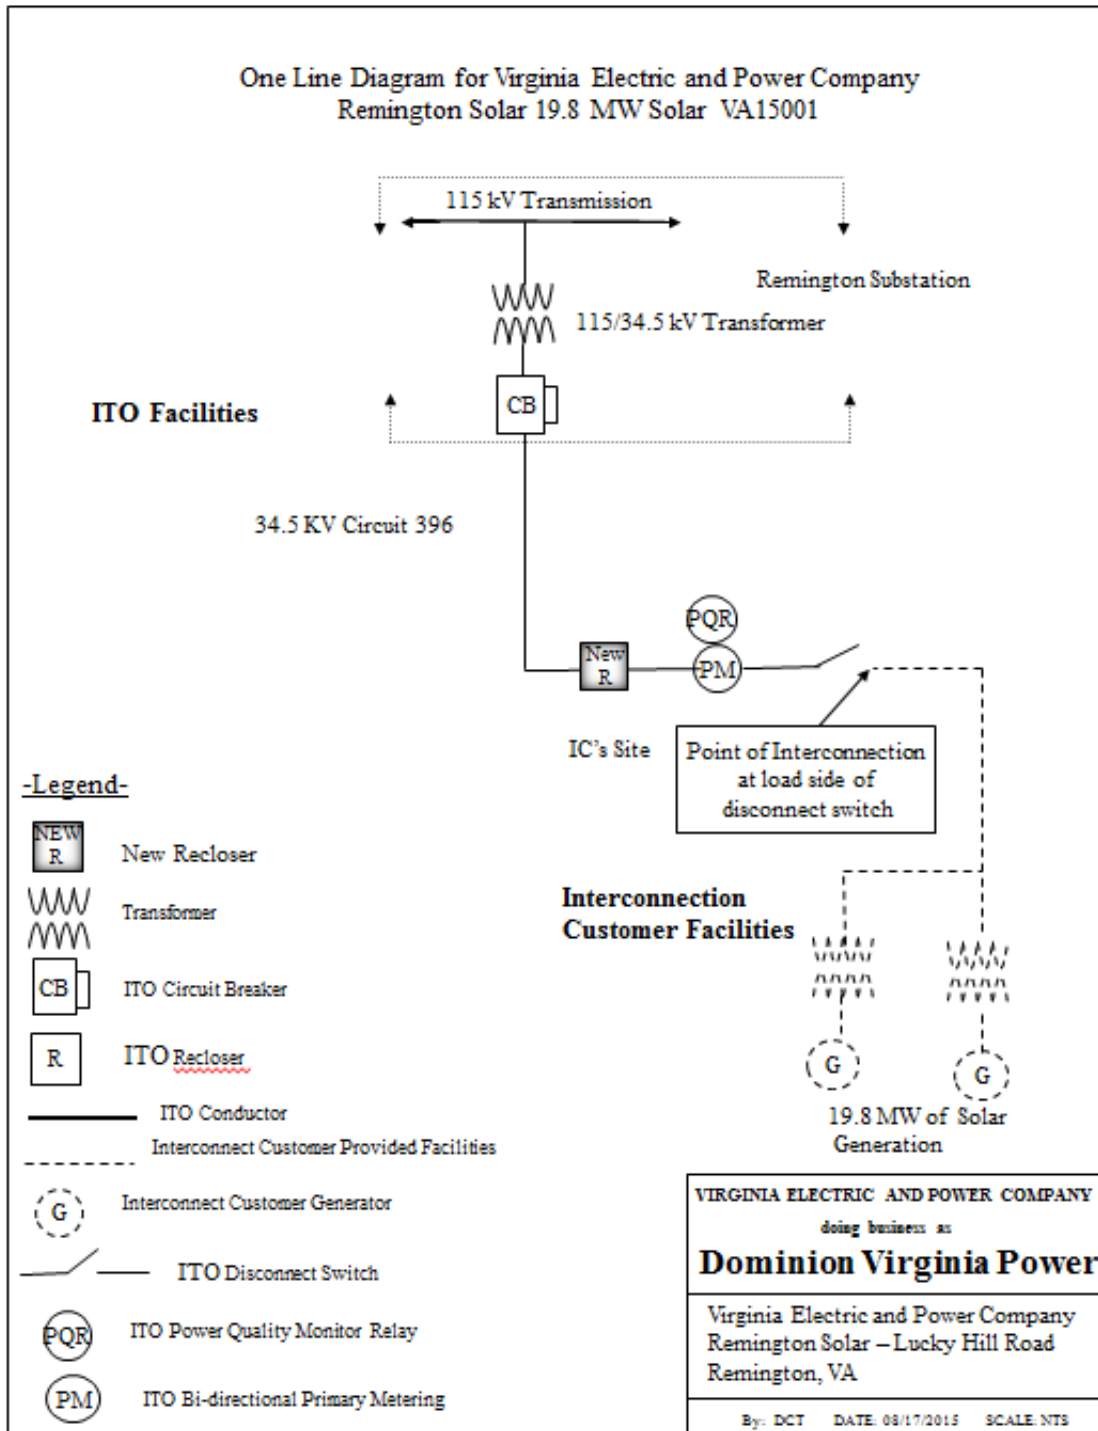 One Line Diagram for Virginia Electric and Power Company
Remington Solar 19.8 MW Solar VA15001
115 kV Transmission
Remington Substation
115/34.5 kV Transformer
CB
ITO Facilities
34.5 KV Circuit 396
PQR
New
R
PM
IC's Site
Point of Interconnection
at load side of
disconnect switch
-Legend-
NEW
R
New Recloser
Transformer
CB
ITO Circuit Breaker
R
ITO Recloser
ITO Conductor
Interconnect Customer Provided Facilities
G
Interconnect Customer Generator
ITO Disconnect Switch
PQR
ITO Power Quality Monitor Relay
PM
ITO Bi-directional Primary Metering
Interconnection
Customer Facilities
G
G
19.8 MW of Solar
Generation
VIRGINIA ELECTRIC AND POWER COMPANY
doing business as
Dominion Virginia Power
Virginia Electric and Power Company
Remington Solar – Lucky Hill Road
Remington, VA
By: DCT DATE: 08/17/2015 SCALE: NTS